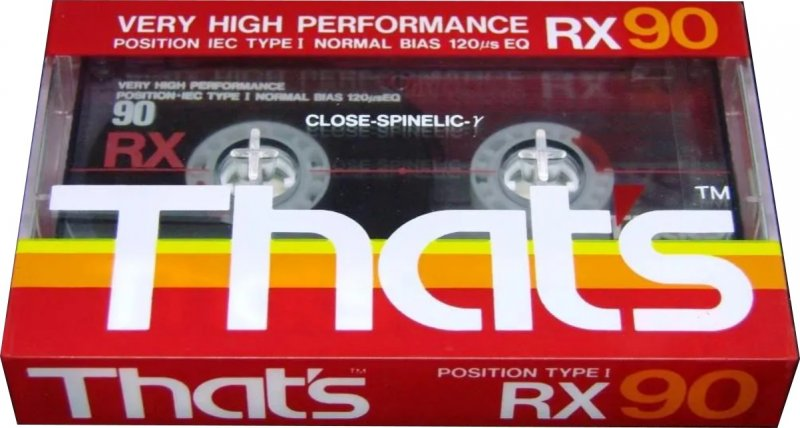 VERY HIGH PERFORMANCE RX 90
POSITION IEC TYPE I NORMAL BIAS 120μs EQ
VERY HIGH PERFORMANCE
POSITION·IEC TYPE I NORMAL BIAS 120μsEQ
90
RX
CLOSE-SPINELIC-γ
That's™
That's™
POSITION TYPE I
RX 90